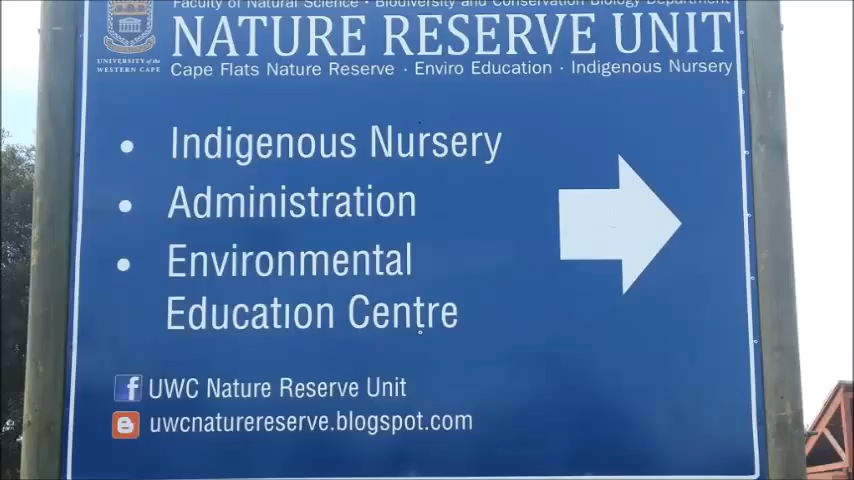 Faculty of Natural Science · Biodiversity and Conservation Biology Department
NATURE RESERVE UNIT
UNIVERSITY of the
WESTERN CAPE
Cape Flats Nature Reserve · Enviro Education · Indigenous Nursery
• Indigenous Nursery
• Administration
• Environmental
Education Centre
f UWC Nature Reserve Unit
uwcnaturereserve.blogspot.com